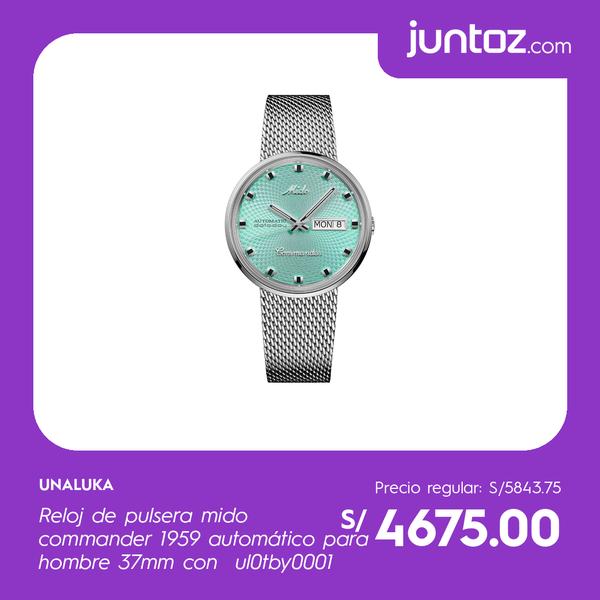 juntoz.com
Mido
AUTOMATIC
datoday
MON 8
Commander
UNALUKA
Precio regular: S/5843.75
Reloj de pulsera mido
commander 1959 automático para
hombre 37mm con ul0tby0001
S/ 4675.00